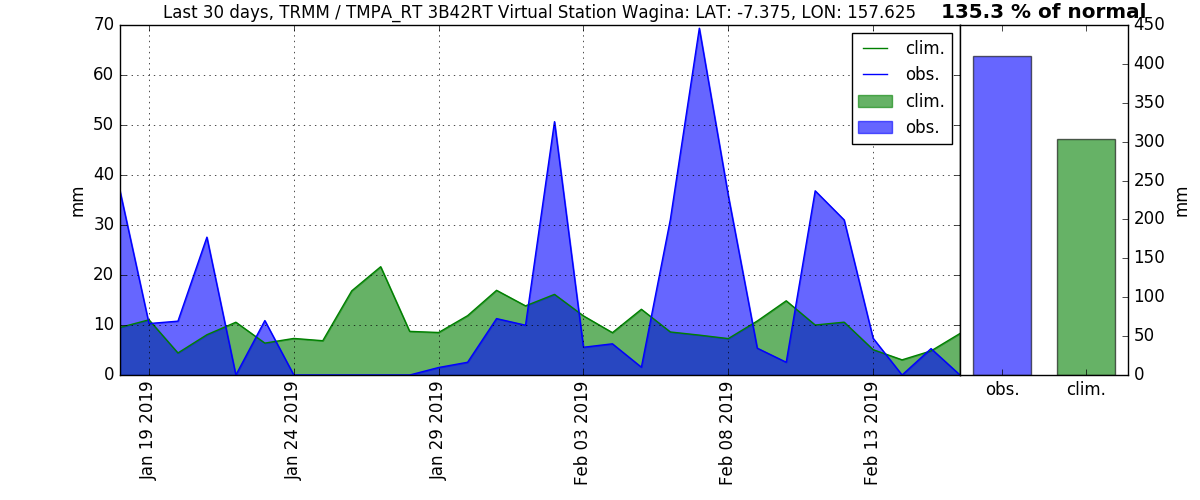 Last 30 days, TRMM / TMPA_RT 3B42RT Virtual Station Wagina: LAT: -7.375, LON: 157.625
135.3 % of normal
70
60
50
40
30
20
10
0
mm
clim.
obs.
clim.
obs.
450
400
350
300
250
200
150
100
50
0
mm
obs.
clim.
Jan 19 2019
Jan 24 2019
Jan 29 2019
Feb 03 2019
Feb 08 2019
Feb 13 2019